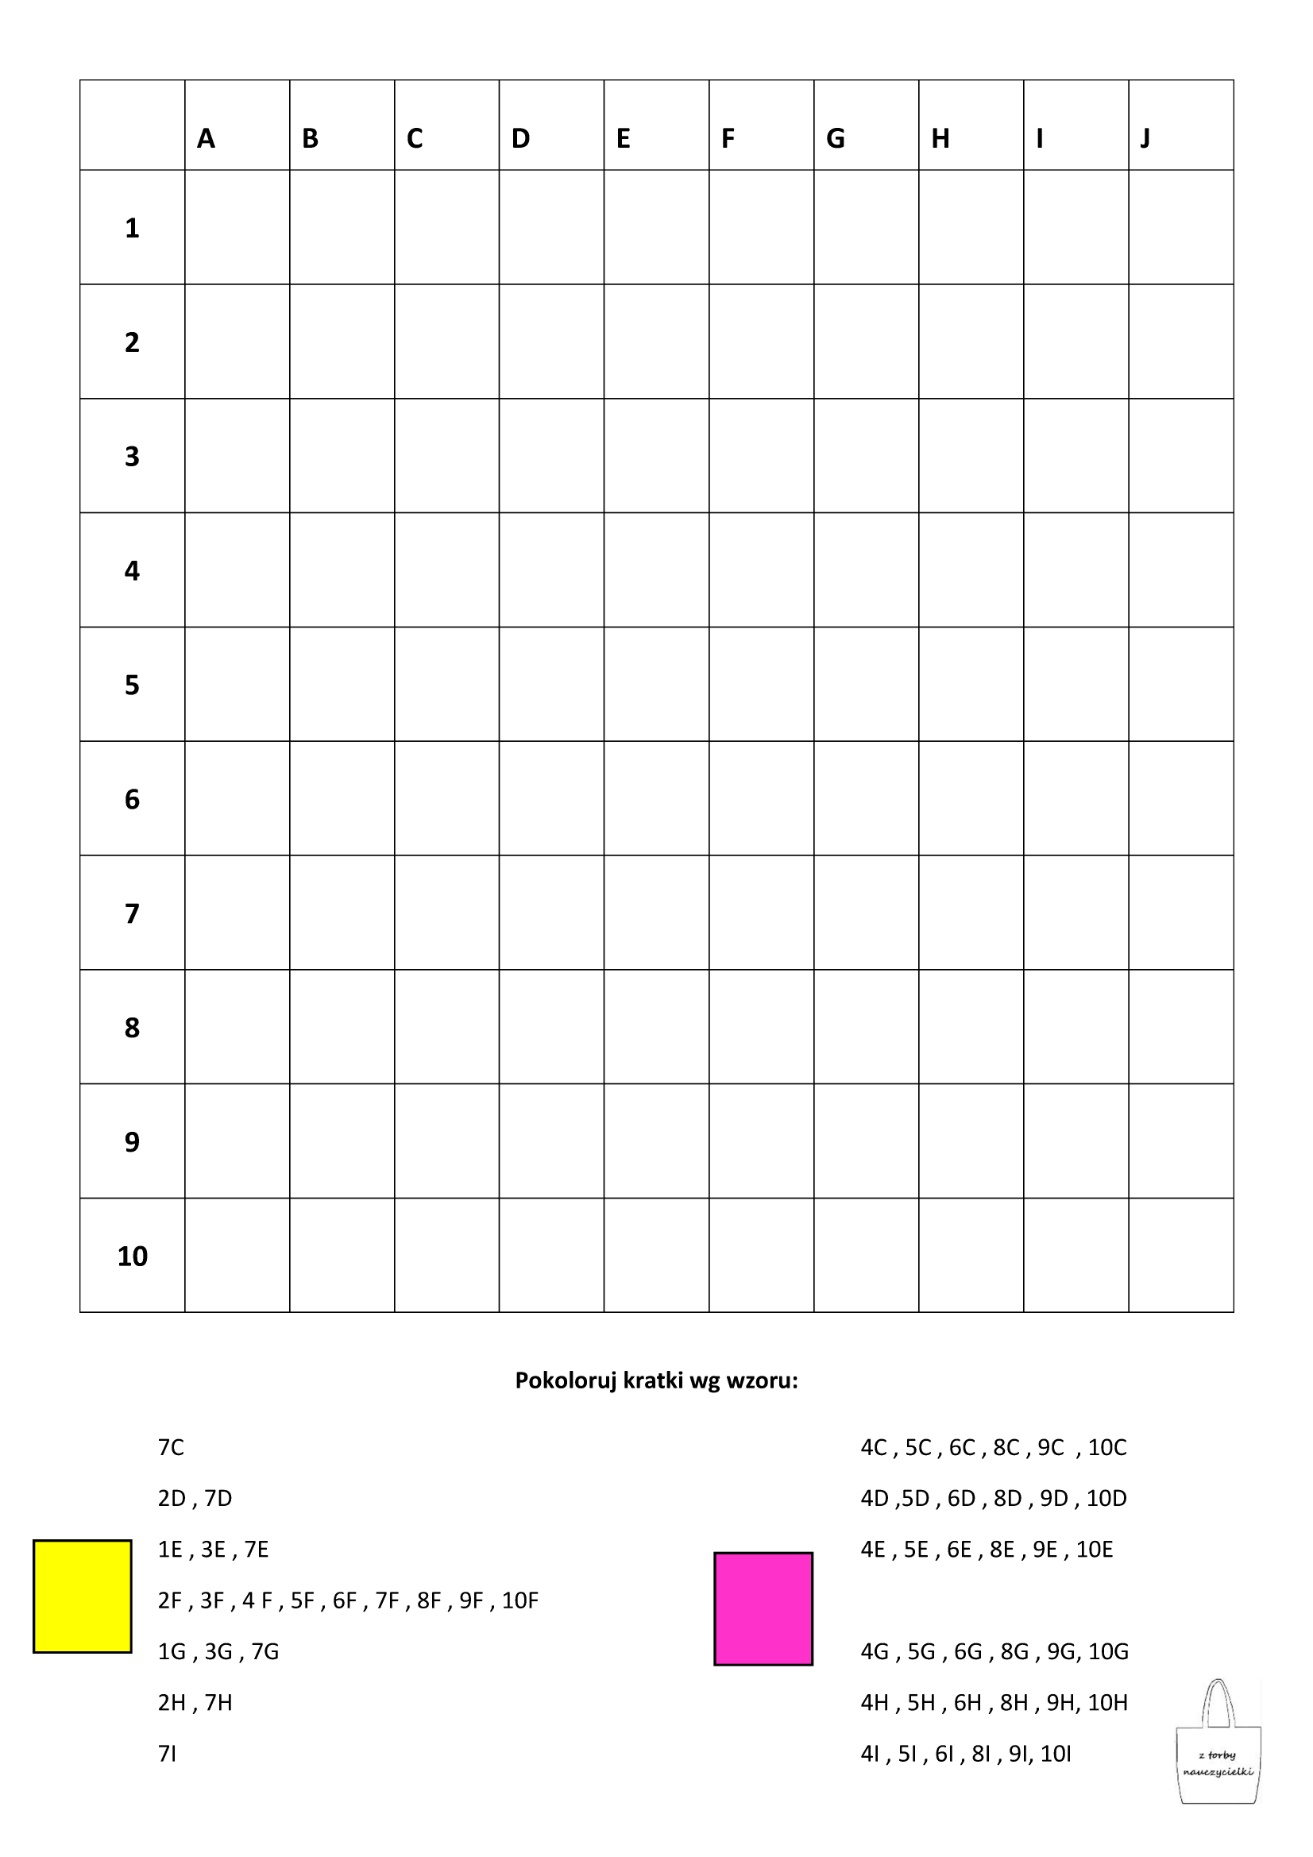 A B C D E F G H I J
1
2
3
4
5
6
7
8
9
10
Pokoloruj kratki wg wzoru:
7C
2D , 7D
1E , 3E , 7E
2F , 3F , 4 F , 5F , 6F , 7F , 8F , 9F , 10F
1G , 3G , 7G
2H , 7H
7I
4C , 5C , 6C , 8C , 9C , 10C
4D ,5D , 6D , 8D , 9D , 10D
4E , 5E , 6E , 8E , 9E , 10E
4G , 5G , 6G , 8G , 9G, 10G
4H , 5H , 6H , 8H , 9H, 10H
4I , 5I , 6I , 8I , 9I, 10I
z torby
nauczycielki